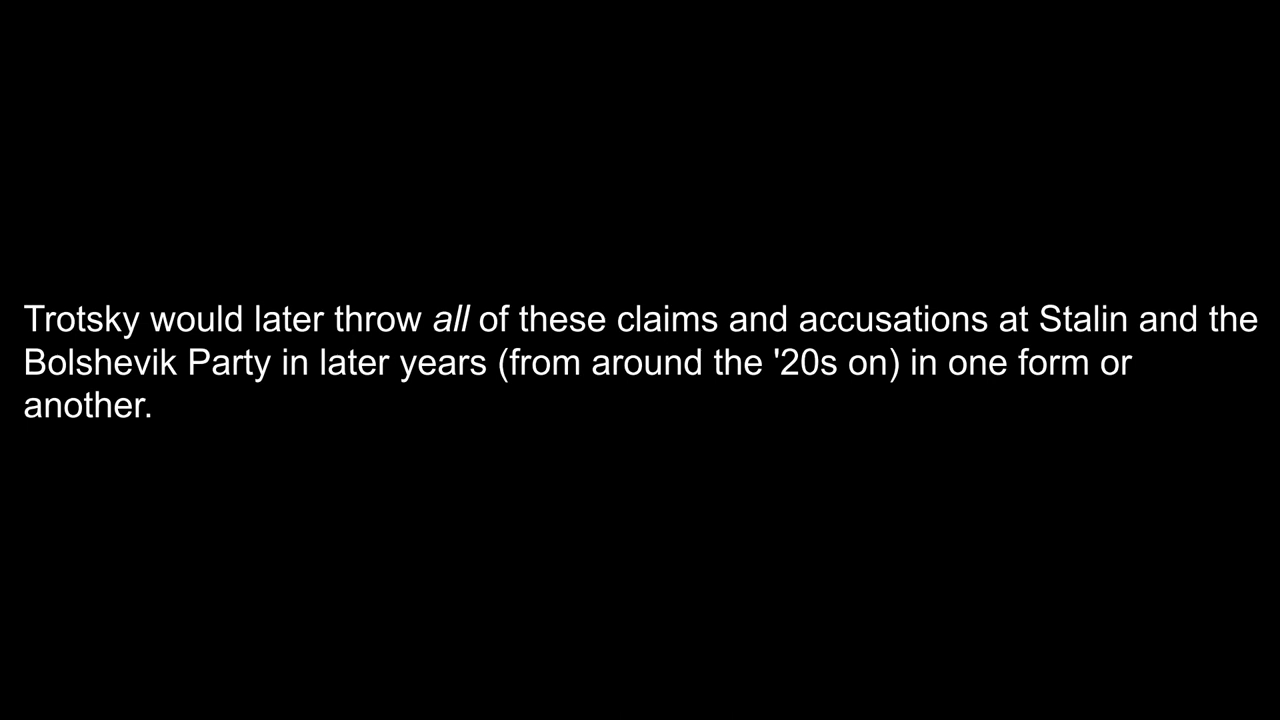 Trotsky would later throw all of these claims and accusations at Stalin and the
Bolshevik Party in later years (from around the '20s on) in one form or
another.